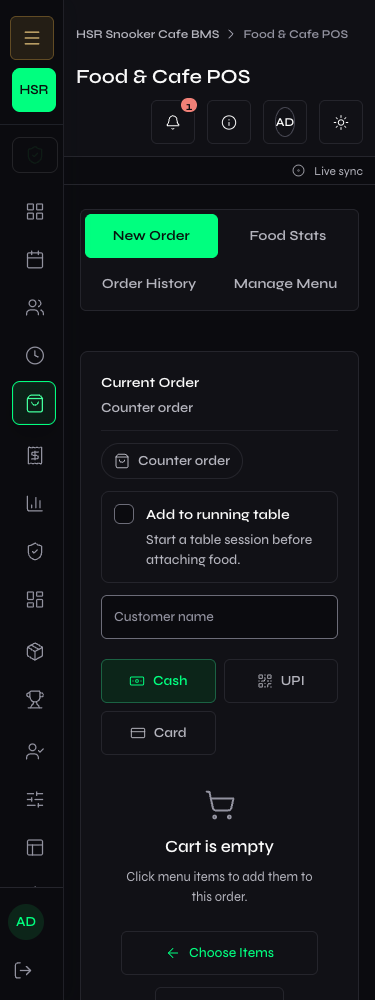 HSR
HSR Snooker Cafe BMS > Food & Cafe POS
Food & Cafe POS
1
AD
Live sync
New Order
Food Stats
Order History
Manage Menu
Current Order
Counter order
Counter order
Add to running table
Start a table session before
attaching food.
Customer name
Cash
UPI
Card
Cart is empty
Click menu items to add them to
this order.
Choose Items
AD